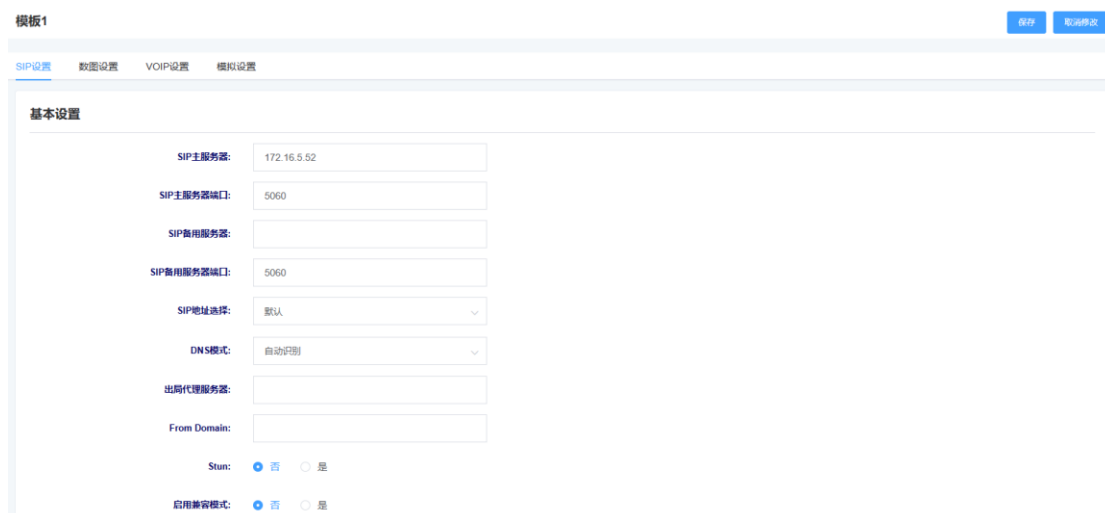 模板1
保存 取消修改
SIP设置 数图设置 VOIP设置 模拟设置
基本设置
SIP主服务器: 172.16.5.52
SIP主服务器端口: 5060
SIP备用服务器:
SIP备用服务器端口: 5060
SIP地址选择: 默认
DNS模式: 自动识别
出局代理服务器:
From Domain:
Stun: 否 是
启用兼容模式: 否 是